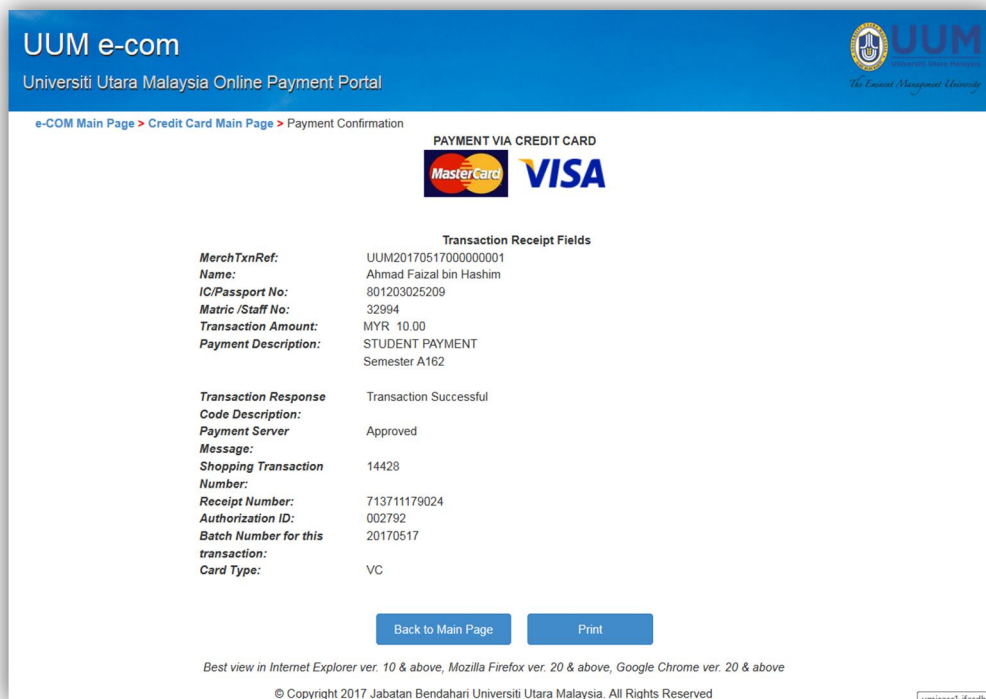 UUM e-com
UUM
Universiti Utara Malaysia
Universiti Utara Malaysia Online Payment Portal
The Eminent Management University
e-COM Main Page > Credit Card Main Page > Payment Confirmation
PAYMENT VIA CREDIT CARD
MasterCard VISA
Transaction Receipt Fields
MerchTxnRef: UUM20170517000000001
Name: Ahmad Faizal bin Hashim
IC/Passport No: 801203025209
Matric /Staff No: 32994
Transaction Amount: MYR 10.00
Payment Description: STUDENT PAYMENT
Semester A162
Transaction Response Transaction Successful
Code Description:
Payment Server Approved
Message:
Shopping Transaction 14428
Number:
Receipt Number: 713711179024
Authorization ID: 002792
Batch Number for this 20170517
transaction:
Card Type: VC
Back to Main Page Print
Best view in Internet Explorer ver. 10 & above, Mozilla Firefox ver. 20 & above, Google Chrome ver. 20 & above
© Copyright 2017 Jabatan Bendahari Universiti Utara Malaysia. All Rights Reserved